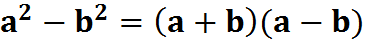 a² − b² = (a + b)(a − b)